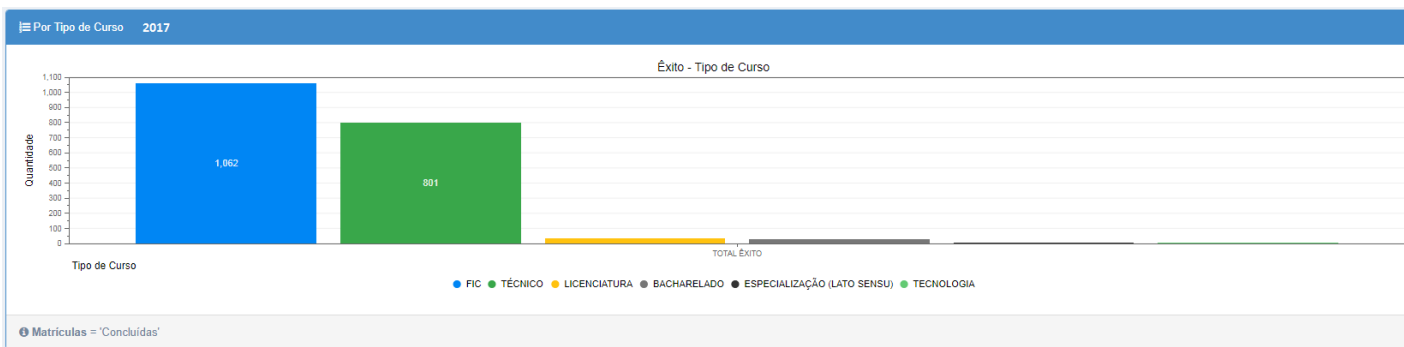 Por Tipo de Curso 2017
Êxito - Tipo de Curso
1,100
1,000
900
800
700
600
500
400
300
200
100
0
Quantidade
1,062
801
TOTAL ÊXITO
Tipo de Curso
FIC TÉCNICO LICENCIATURA BACHARELADO ESPECIALIZAÇÃO (LATO SENSU) TECNOLOGIA
Matrículas = 'Concluídas'